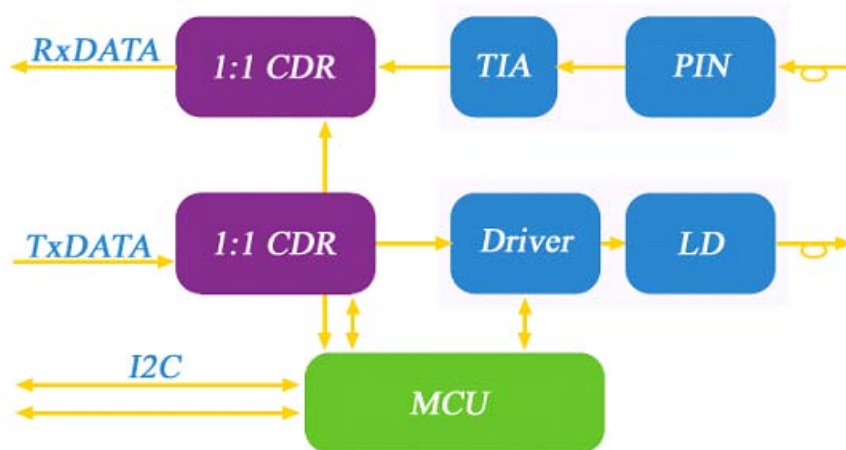 RxDATA 1:1 CDR TIA PIN
TxDATA 1:1 CDR Driver LD
I2C
MCU